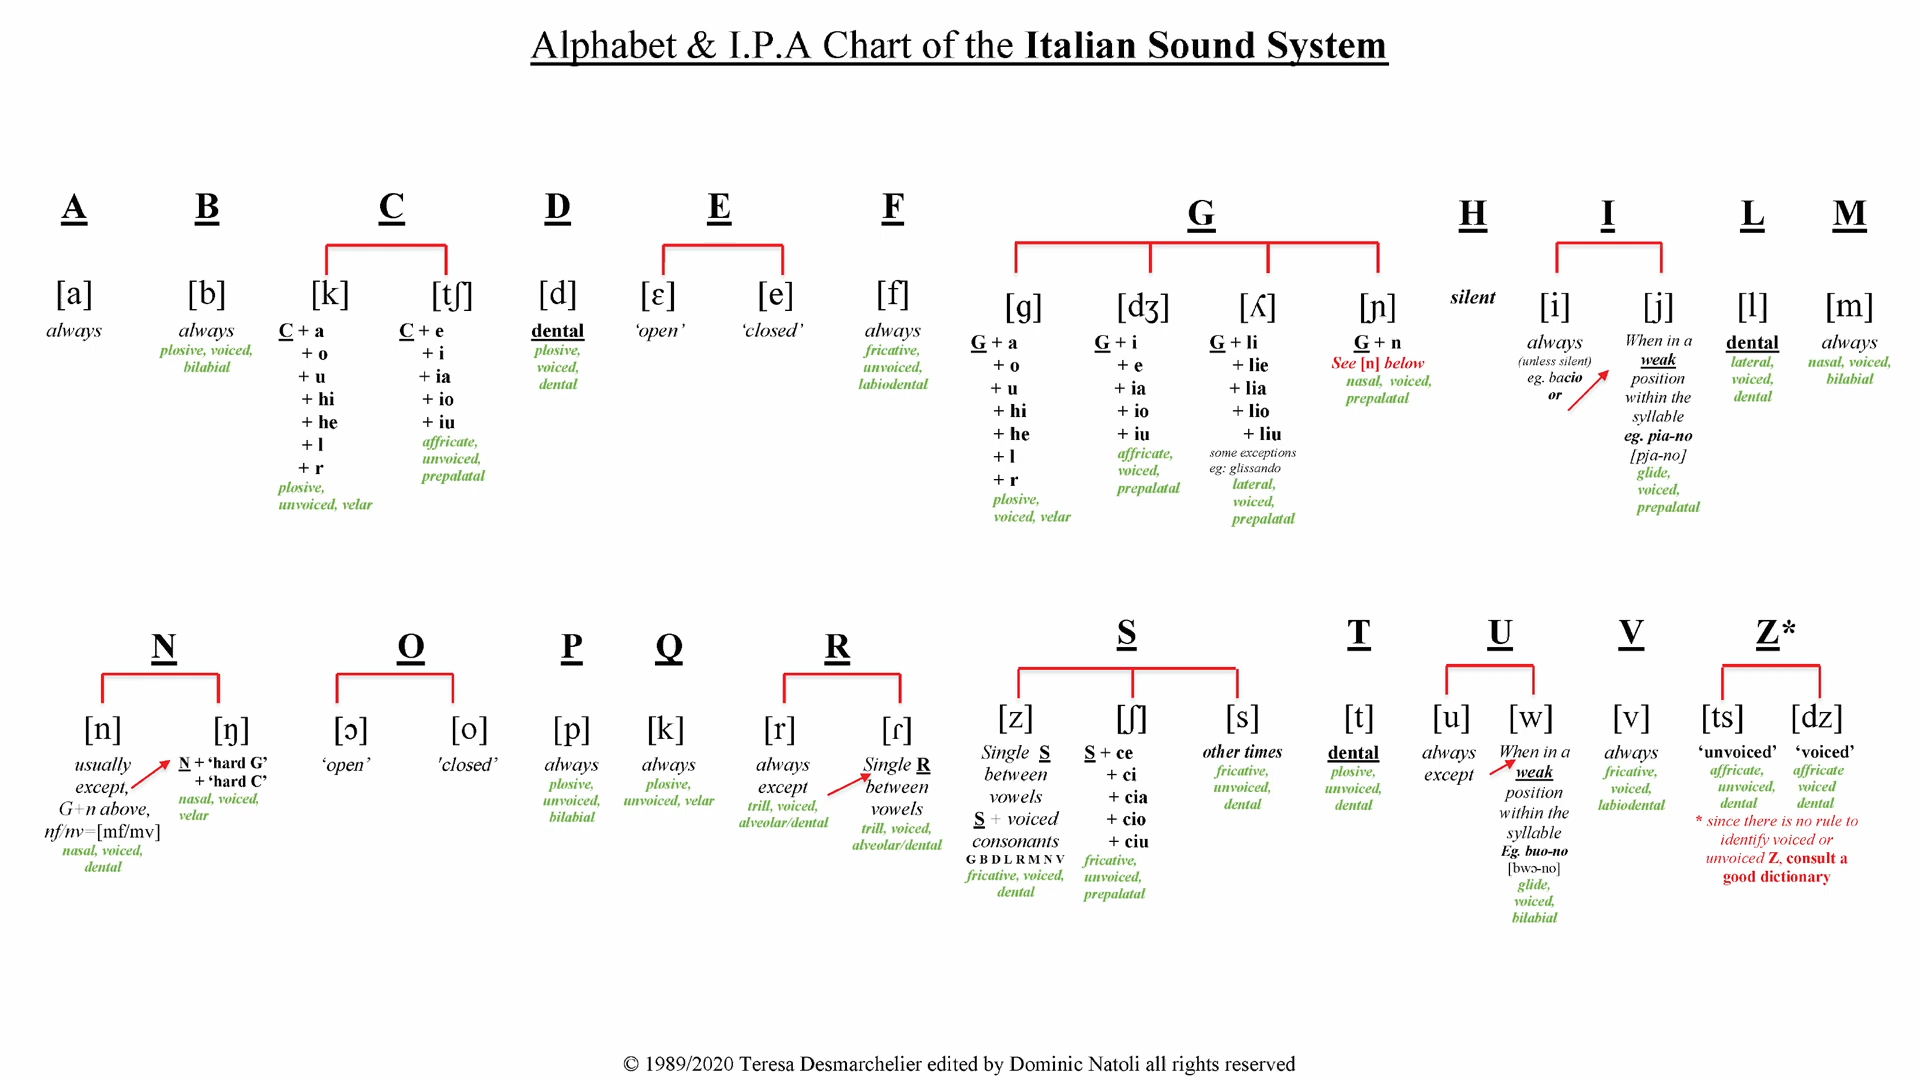 Alphabet & I.P.A Chart of the Italian Sound System
A
[a]
always
B
[b]
always
plosive, voiced,
bilabial
C
[k]
C + a
+ o
+ u
+ hi
+ he
+ l
+ r
plosive,
unvoiced, velar
[tʃ]
C + e
+ i
+ ia
+ io
+ iu
affricate,
unvoiced,
prepalatal
D
[d]
dental
plosive,
voiced,
dental
E
[ɛ]
‘open’
[e]
‘closed’
F
[f]
always
fricative,
unvoiced,
labiodental
G
[ɡ]
G + a
+ o
+ u
+ hi
+ he
+ l
+ r
plosive,
voiced, velar
[dʒ]
G + i
+ e
+ ia
+ io
+ iu
affricate,
voiced,
prepalatal
[ʎ]
G + li
+ lie
+ lia
+ lio
+ liu
some exceptions
eg: glissando
lateral,
voiced,
prepalatal
[ɲ]
G + n
See [n] below
nasal, voiced,
prepalatal
H
silent
I
[i]
always
(unless silent)
eg. bacio
or
[j]
When in a
weak
position
within the
syllable
eg. pia-no
[pja-no]
glide,
voiced,
prepalatal
L
[l]
dental
lateral,
voiced,
dental
M
[m]
always
nasal, voiced,
bilabial
N
[n]
usually
except,
G+n above,
nf/nv=[mf/mv]
nasal, voiced,
dental
[ŋ]
N + ‘hard G’
+ ‘hard C’
nasal, voiced,
velar
O
[ɔ]
‘open’
[o]
'closed’
P
[p]
always
plosive,
unvoiced,
bilabial
Q
[k]
always
plosive,
unvoiced, velar
R
[r]
always
except
trill, voiced,
alveolar/dental
[ɾ]
Single R
between
vowels
trill, voiced,
alveolar/dental
S
[z]
Single S
between
vowels
S + voiced
consonants
G B D L R M N V
fricative, voiced,
dental
[ʃ]
S + ce
+ ci
+ cia
+ cio
+ ciu
fricative,
unvoiced,
prepalatal
[s]
other times
fricative,
unvoiced,
dental
T
[t]
dental
plosive,
unvoiced,
dental
U
[u]
always
except
[w]
When in a
weak
position
within the
syllable
Eg. buo-no
[bwɔ-no]
glide,
voiced,
bilabial
V
[v]
always
fricative,
voiced,
labiodental
Z*
[ts]
‘unvoiced’
affricate,
unvoiced,
dental
[dz]
‘voiced’
affricate
voiced
dental
* since there is no rule to
identify voiced or
unvoiced Z, consult a
good dictionary
© 1989/2020 Teresa Desmarchelier edited by Dominic Natoli all rights reserved